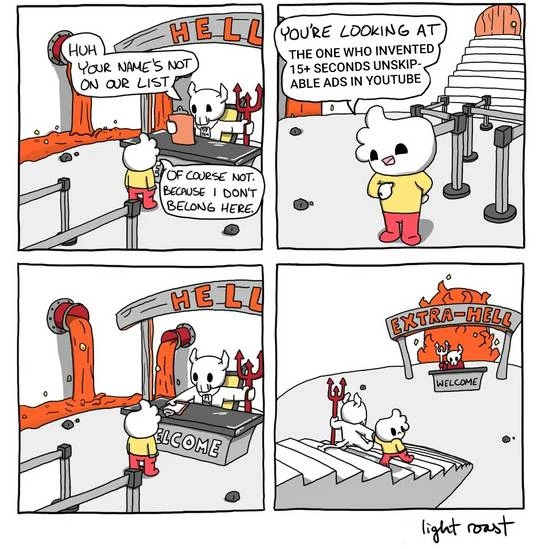 HELL
HUH
YOUR NAME'S NOT
ON OUR LIST.
OF COURSE NOT.
BECAUSE I DON'T
BELONG HERE.
YOU'RE LOOKING AT
THE ONE WHO INVENTED
15+ SECONDS UNSKIP-
ABLE ADS IN YOUTUBE
HELL
ELCOME
EXTRA-HELL
WELCOME
light roast